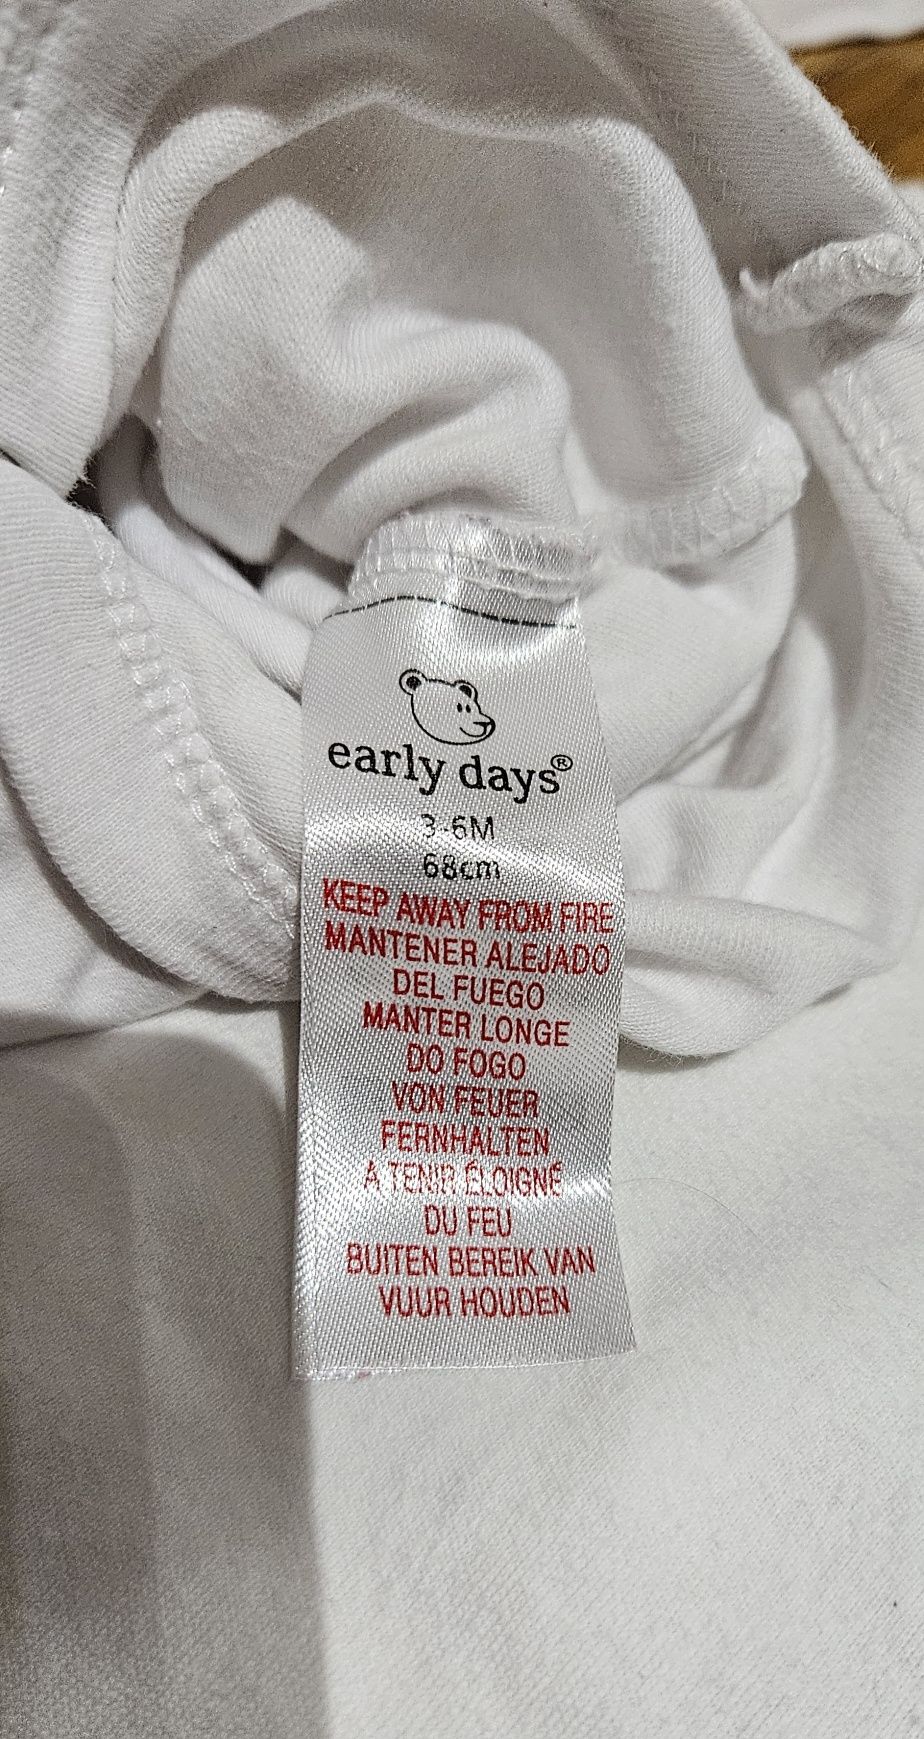 early days®
3-6M
68cm
KEEP AWAY FROM FIRE
MANTENER ALEJADO
DEL FUEGO
MANTER LONGE
DO FOGO
VON FEUER
FERNHALTEN
A TENIR ÉLOIGNÉ
DU FEU
BUITEN BEREIK VAN
VUUR HOUDEN